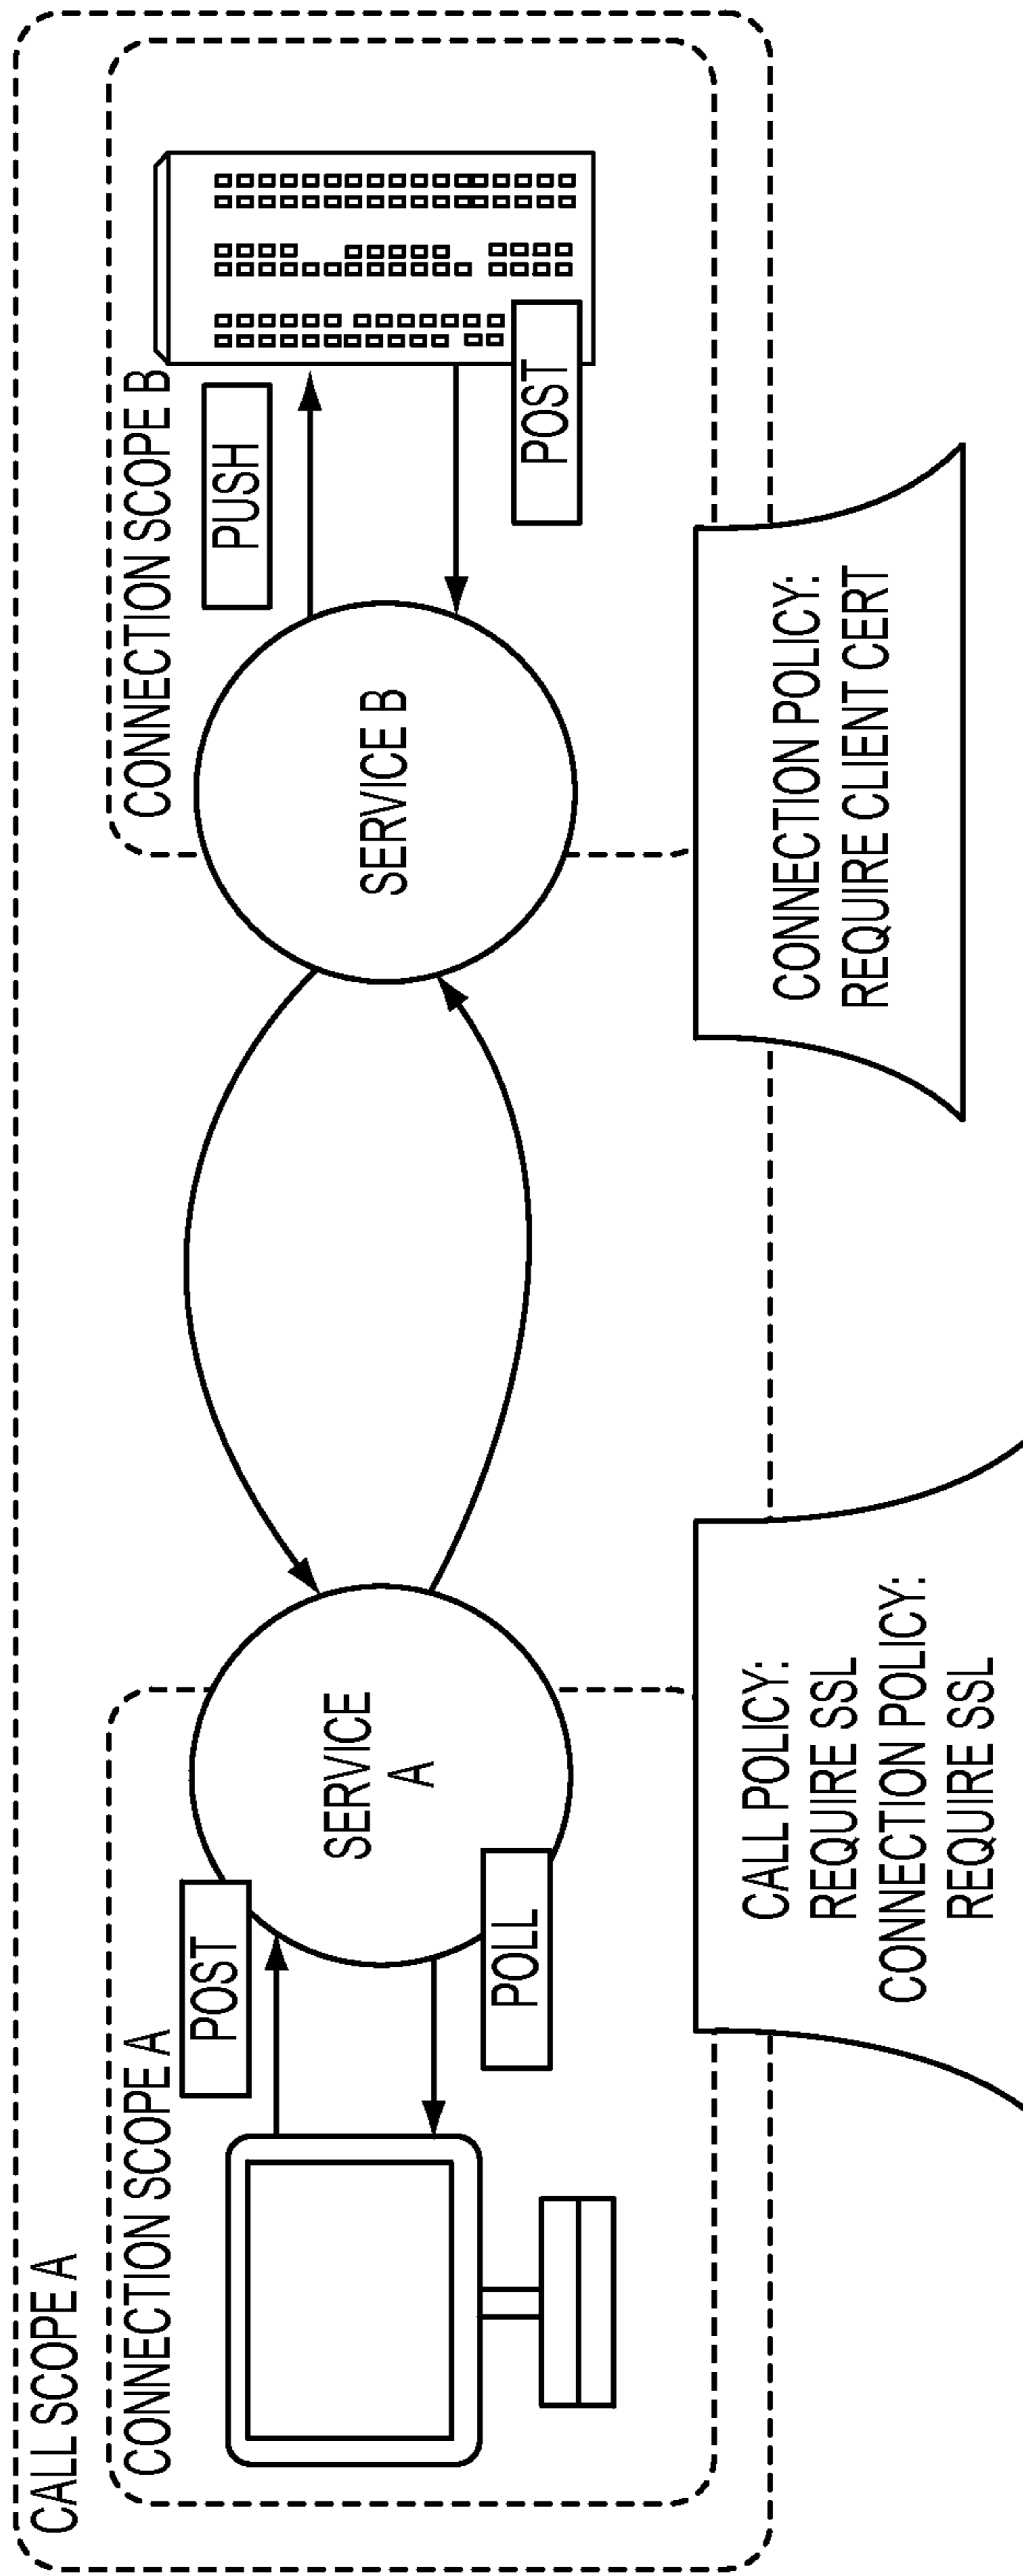 CALL SCOPE A
CONNECTION SCOPE A
POST
POLL
SERVICE
A
CONNECTION SCOPE B
SERVICE B
PUSH
POST
CALL POLICY:
REQUIRE SSL
CONNECTION POLICY:
REQUIRE SSL
CONNECTION POLICY:
REQUIRE CLIENT CERT